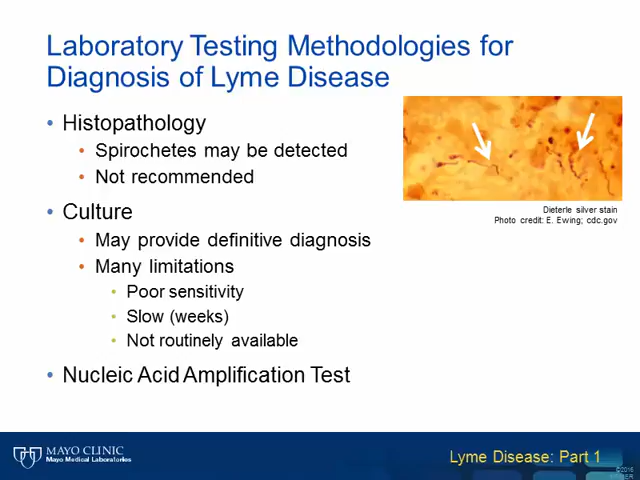 Laboratory Testing Methodologies for
Diagnosis of Lyme Disease
• Histopathology
• Spirochetes may be detected
• Not recommended
Dieterle silver stain
Photo credit: E. Ewing; cdc.gov
• Culture
• May provide definitive diagnosis
• Many limitations
• Poor sensitivity
• Slow (weeks)
• Not routinely available
• Nucleic Acid Amplification Test
MAYO CLINIC
Mayo Medical Laboratories
Lyme Disease: Part 1
©2016